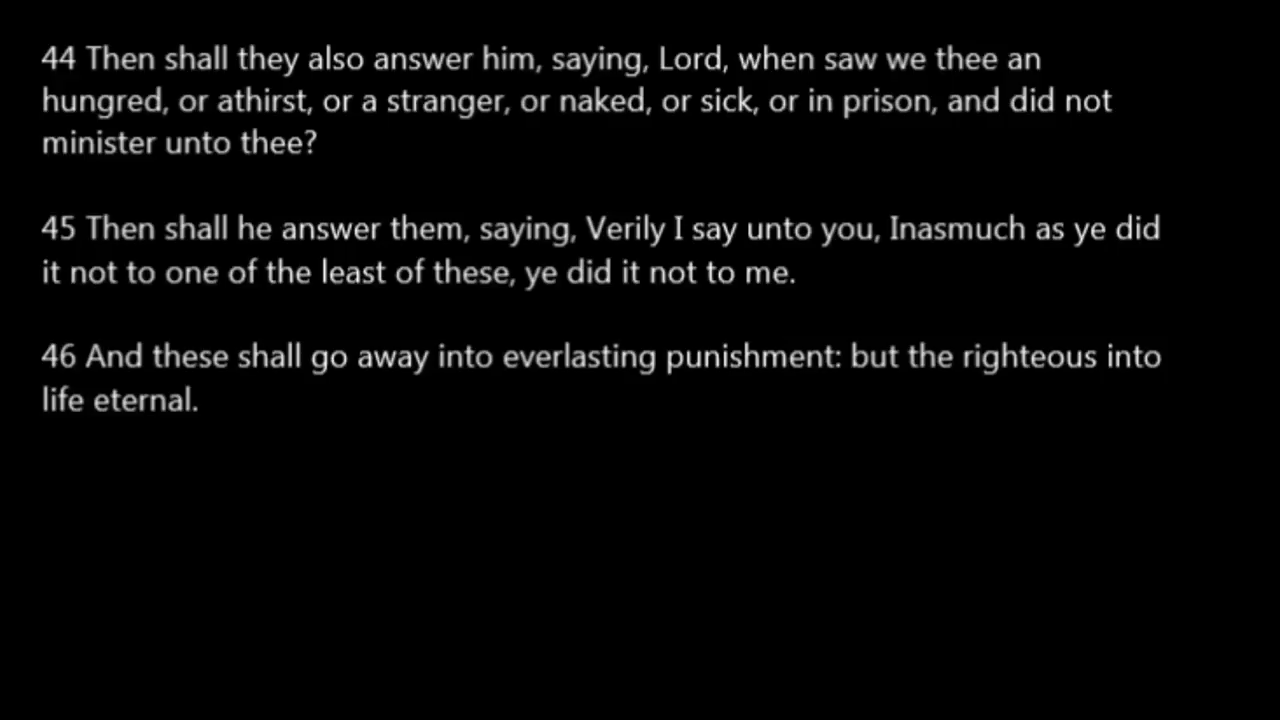 44 Then shall they also answer him, saying, Lord, when saw we thee an
hungred, or athirst, or a stranger, or naked, or sick, or in prison, and did not
minister unto thee?
45 Then shall he answer them, saying, Verily I say unto you, Inasmuch as ye did
it not to one of the least of these, ye did it not to me.
46 And these shall go away into everlasting punishment: but the righteous into
life eternal.